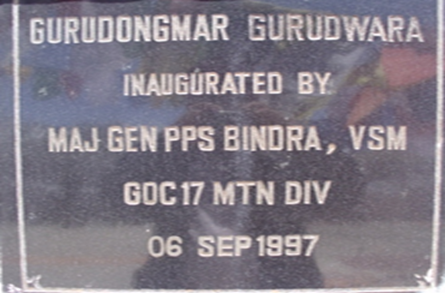 GURUDONGMAR GURUDWARA
INAUGURATED BY
MAJ GEN PPS BINDRA, VSM
GOC 17 MTN DIV
06 SEP 1997